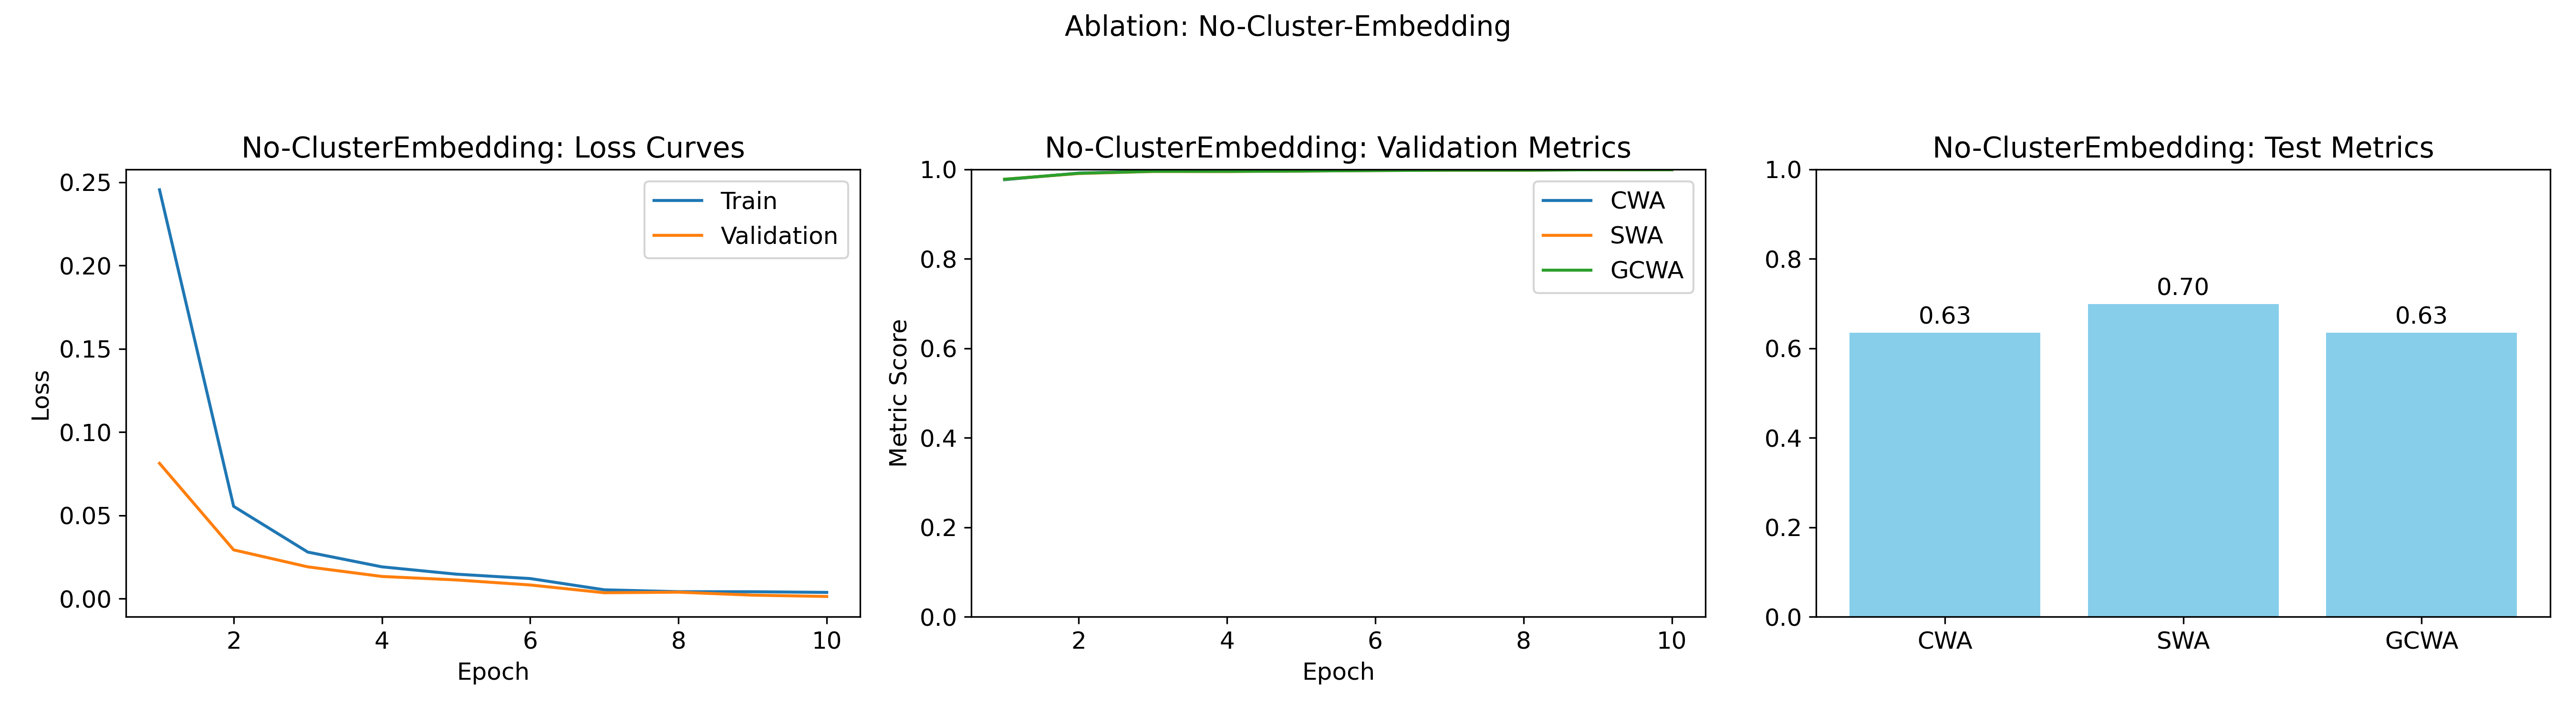 Ablation: No-Cluster-Embedding
No-ClusterEmbedding: Loss Curves
0.25
0.20
0.15
0.10
0.05
0.00
Loss
Train
Validation
2
4
6
8
10
Epoch
No-ClusterEmbedding: Validation Metrics
1.0
0.8
0.6
0.4
0.2
0.0
Metric Score
CWA
SWA
GCWA
2
4
6
8
10
Epoch
No-ClusterEmbedding: Test Metrics
1.0
0.8
0.6
0.4
0.2
0.0
0.63
0.70
0.63
CWA
SWA
GCWA